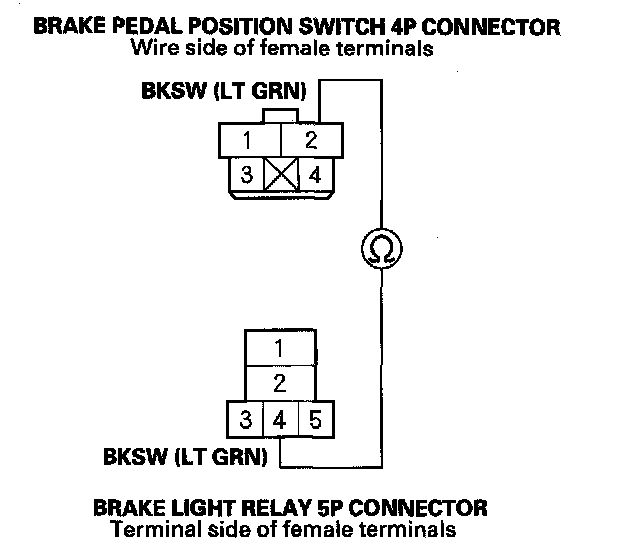 BRAKE PEDAL POSITION SWITCH 4P CONNECTOR
Wire side of female terminals
BKSW (LT GRN)
1 2
3 4
Ω
1
2
3 4 5
BKSW (LT GRN)
BRAKE LIGHT RELAY 5P CONNECTOR
Terminal side of female terminals